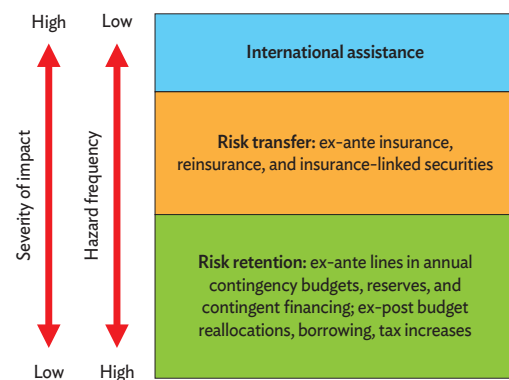 High
Low
International assistance
Risk transfer: ex-ante insurance,
reinsurance, and insurance-linked securities
Severity of impact
Hazard frequency
Risk retention: ex-ante lines in annual
contingency budgets, reserves, and
contingent financing; ex-post budget
reallocations, borrowing, tax increases
Low
High